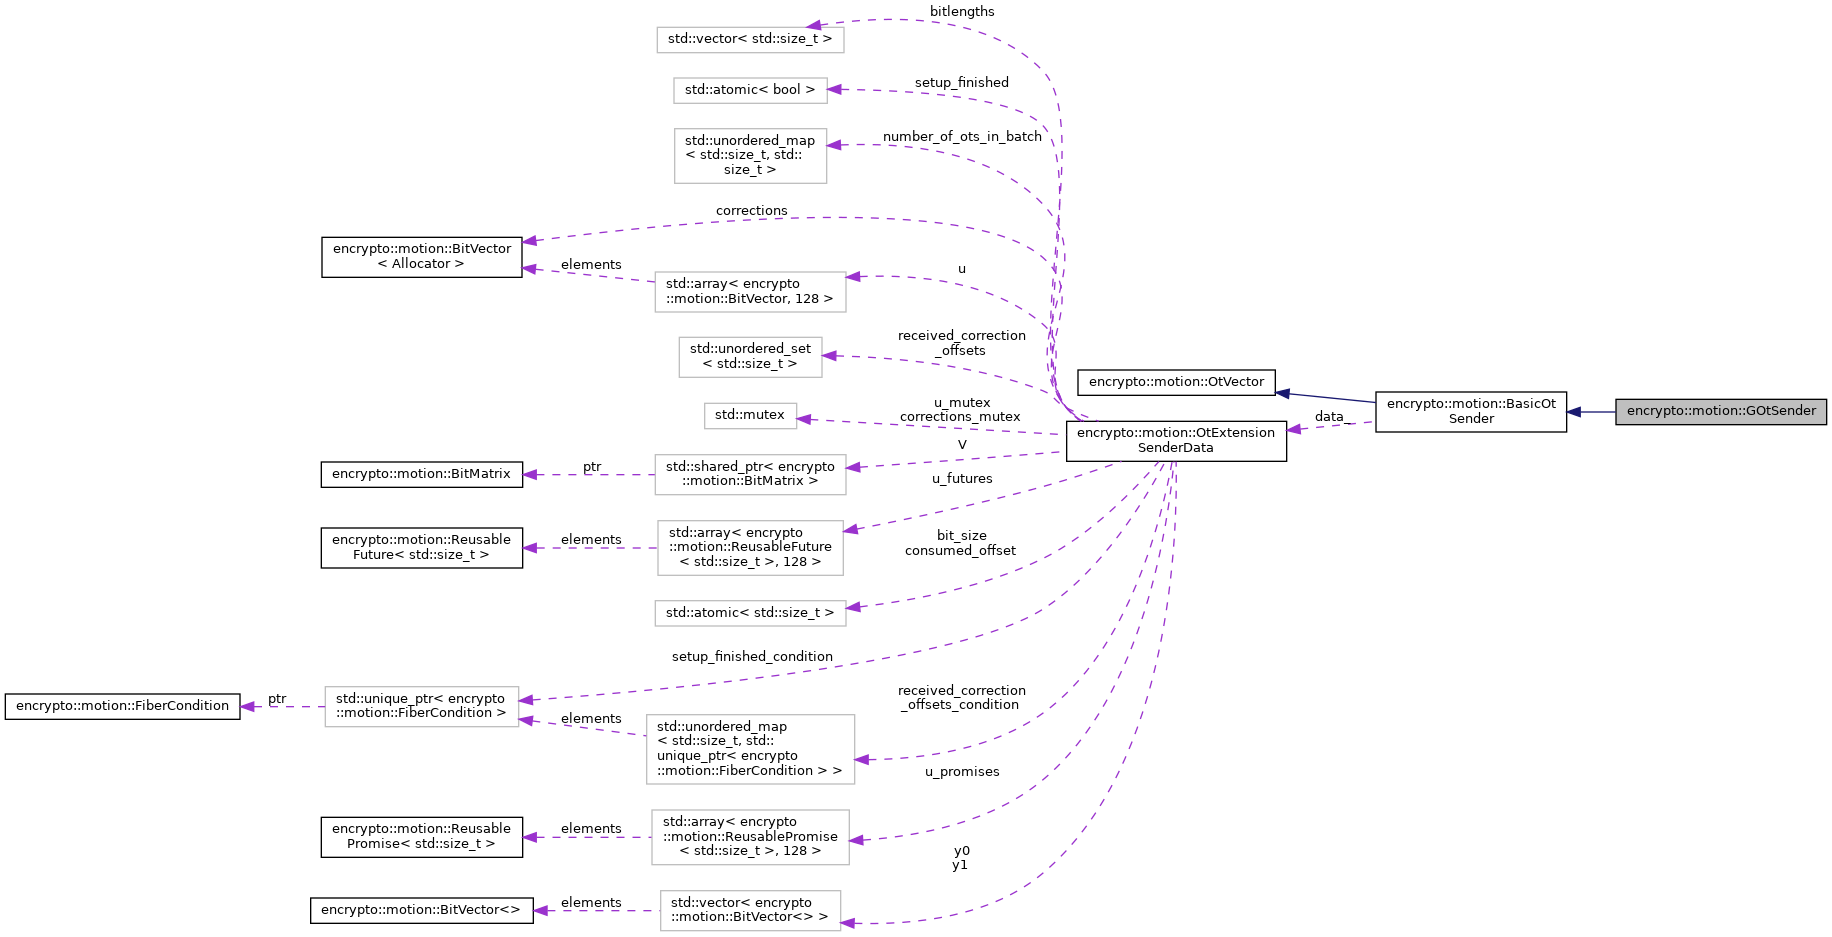 bitlengths
std::vector< std::size_t >
setup_finished
std::atomic< bool >
number_of_ots_in_batch
std::unordered_map
< std::size_t, std::
size_t >
corrections
encrypto::motion::BitVector
< Allocator >
elements
u
std::array< encrypto
::motion::BitVector, 128 >
received_correction
_offsets
std::unordered_set
< std::size_t >
encrypto::motion::OtVector
encrypto::motion::BasicOt
Sender
encrypto::motion::GOtSender
data_
u_mutex
corrections_mutex
std::mutex
encrypto::motion::OtExtension
SenderData
V
std::shared_ptr< encrypto
::motion::BitMatrix >
ptr
encrypto::motion::BitMatrix
u_futures
std::array< encrypto
::motion::ReusableFuture
< std::size_t >, 128 >
elements
encrypto::motion::Reusable
Future< std::size_t >
bit_size
consumed_offset
std::atomic< std::size_t >
setup_finished_condition
encrypto::motion::FiberCondition
ptr
std::unique_ptr< encrypto
::motion::FiberCondition >
elements
received_correction
_offsets_condition
std::unordered_map
< std::size_t, std::
unique_ptr< encrypto
::motion::FiberCondition > >
u_promises
encrypto::motion::Reusable
Promise< std::size_t >
elements
std::array< encrypto
::motion::ReusablePromise
< std::size_t >, 128 >
y0
y1
encrypto::motion::BitVector<>
elements
std::vector< encrypto
::motion::BitVector<> >